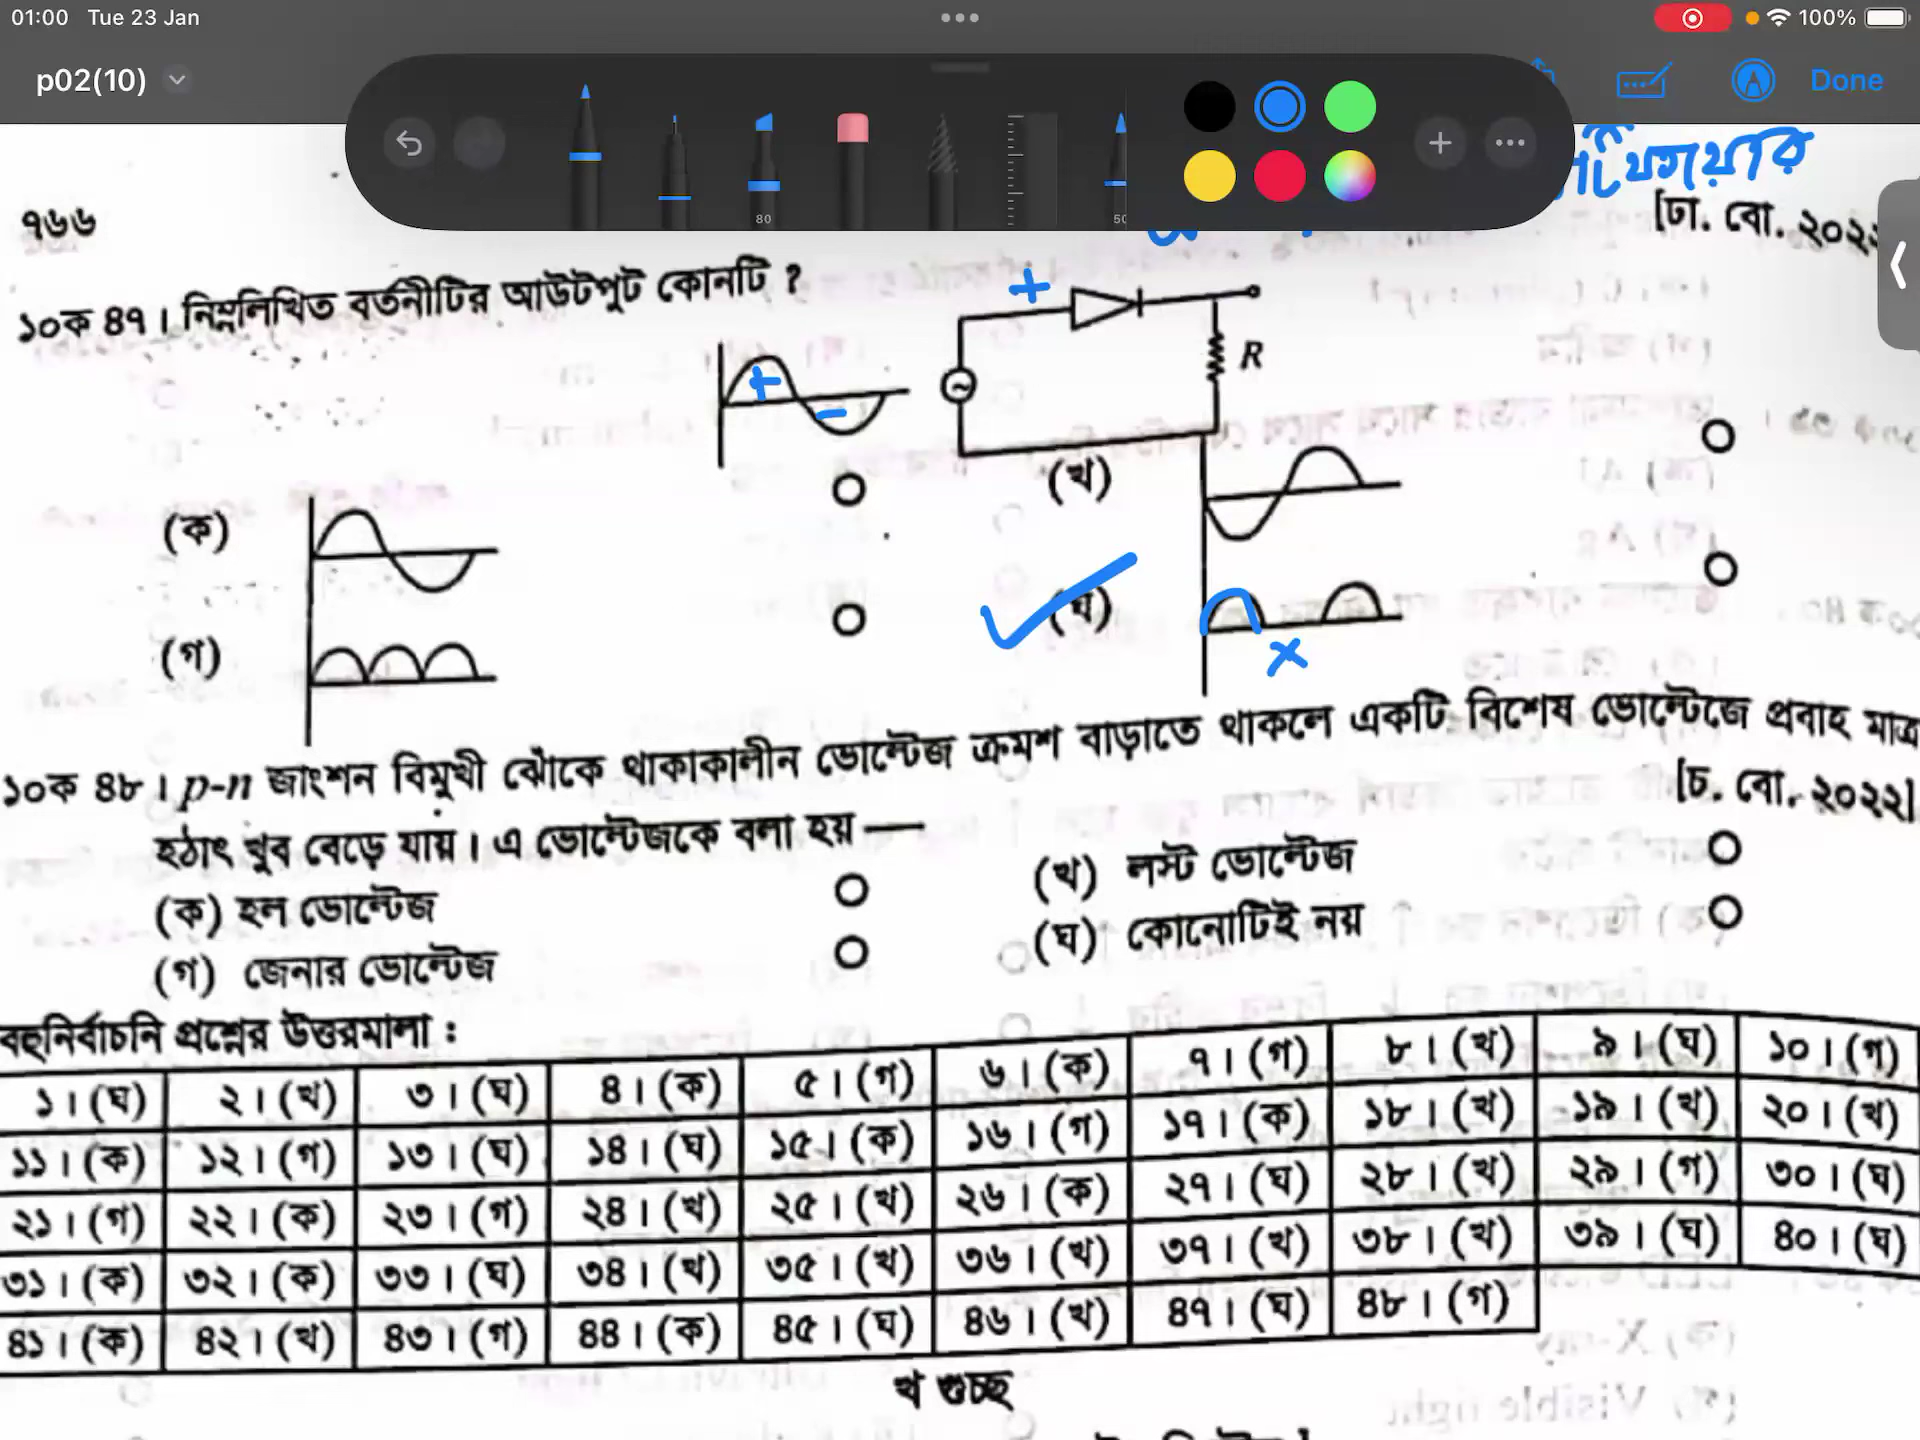 01:00 Tue 23 Jan
100%
p02(10)
Done
80
50
৭৬৬
[ঢা. বো.
১০ক ৪৭। নিম্নলিখিত বর্তনীটির আউটপুট কোনটি ?
+
+
−
R
(ক)
(খ)
(গ)
(ঘ)
×
১০ক ৪৮। p-n জাংশন বিমুখী ঝোঁকে থাকাকালীন ভোল্টেজ ক্রমশ বাড়াতে থাকলে একটি বিশেষ ভোল্টেজে প্রবাহ মাত্র
হঠাৎ খুব বেড়ে যায়। এ ভোল্টেজকে বলা হয় —
[চ. বো. ২০২২]
(ক) হল ভোল্টেজ
(খ) লস্ট ভোল্টেজ
(গ) জেনার ভোল্টেজ
(ঘ) কোনোটিই নয়
বহুনির্বাচনি প্রশ্নের উত্তরমালা :
১। (ঘ) ২। (খ) ৩। (ঘ) ৪। (ক) ৫। (গ) ৬। (ক) ৭। (গ) ৮। (খ) ৯। (ঘ) ১০। (গ)
১১। (ক) ১২। (গ) ১৩। (ঘ) ১৪। (ঘ) ১৫। (ক) ১৬। (গ) ১৭। (ক) ১৮। (খ) ১৯। (খ) ২০। (খ)
২১। (গ) ২২। (ক) ২৩। (গ) ২৪। (খ) ২৫। (খ) ২৬। (ক) ২৭। (ঘ) ২৮। (খ) ২৯। (গ) ৩০। (ঘ)
৩১। (ক) ৩২। (ক) ৩৩। (ঘ) ৩৪। (খ) ৩৫। (খ) ৩৬। (খ) ৩৭। (খ) ৩৮। (খ) ৩৯। (ঘ) ৪০। (ঘ)
৪১। (ক) ৪২। (খ) ৪৩। (গ) ৪৪। (ক) ৪৫। (ঘ) ৪৬। (খ) ৪৭। (ঘ) ৪৮। (গ)
খ গুচ্ছ